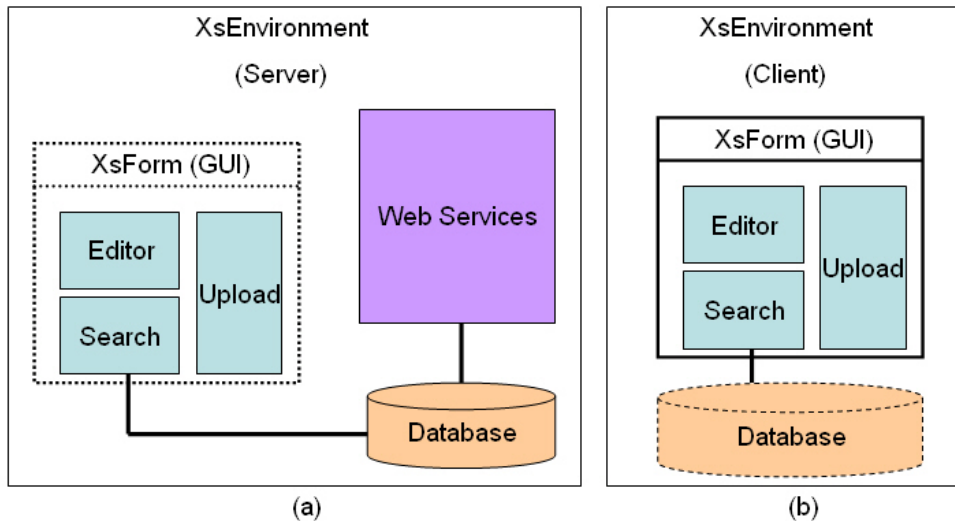 XsEnvironment
(Server)
XsForm (GUI)
Editor
Search
Upload
Web Services
Database
(a)
XsEnvironment
(Client)
XsForm (GUI)
Editor
Search
Upload
Database
(b)